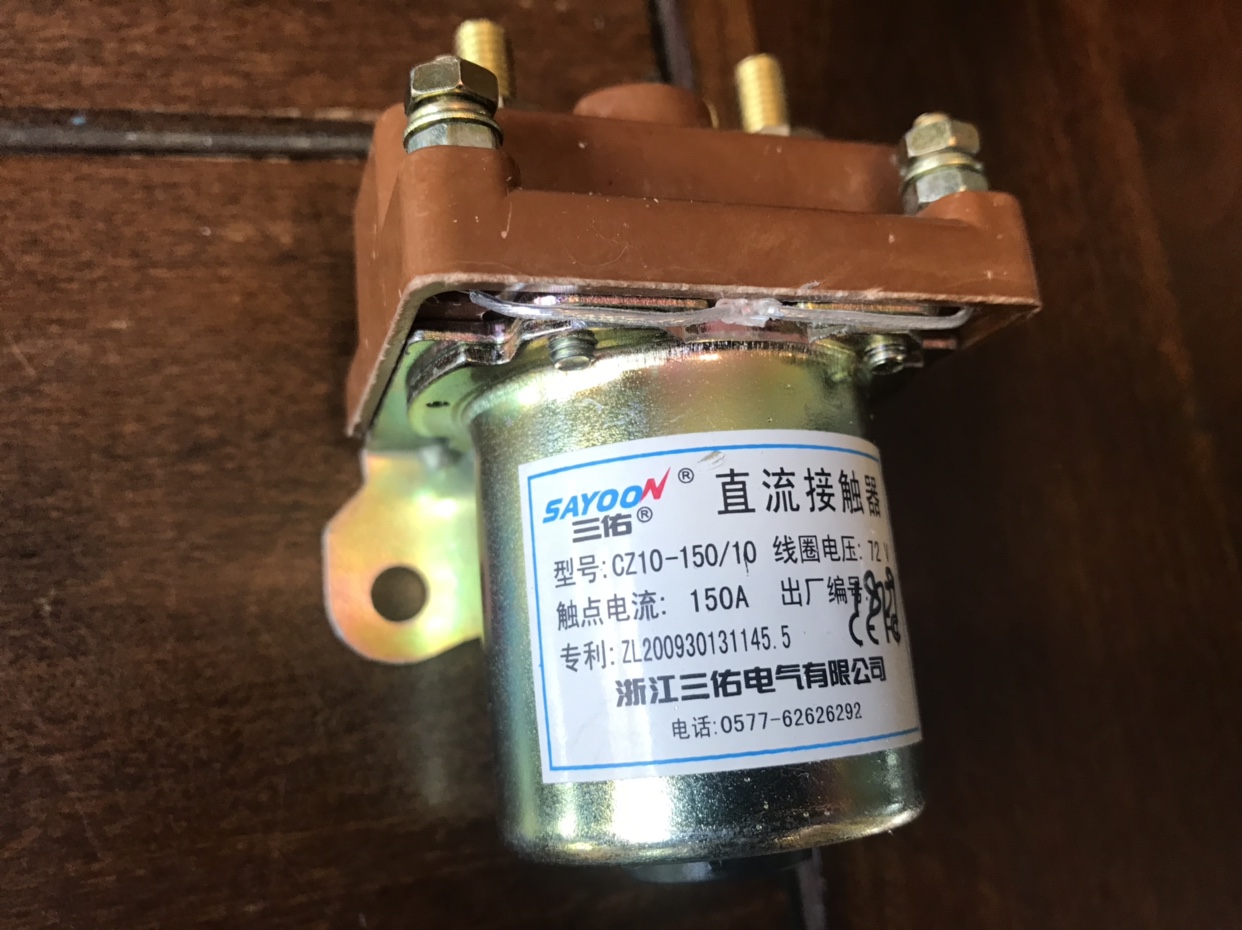 SAYOON ® 直流接触器
三佑 ®
型号: CZ10-150/10 线圈电压: 72 V
触点电流: 150A 出厂编号
专利: ZL200930131145.5
CE
浙江三佑电气有限公司
电话: 0577-62626292